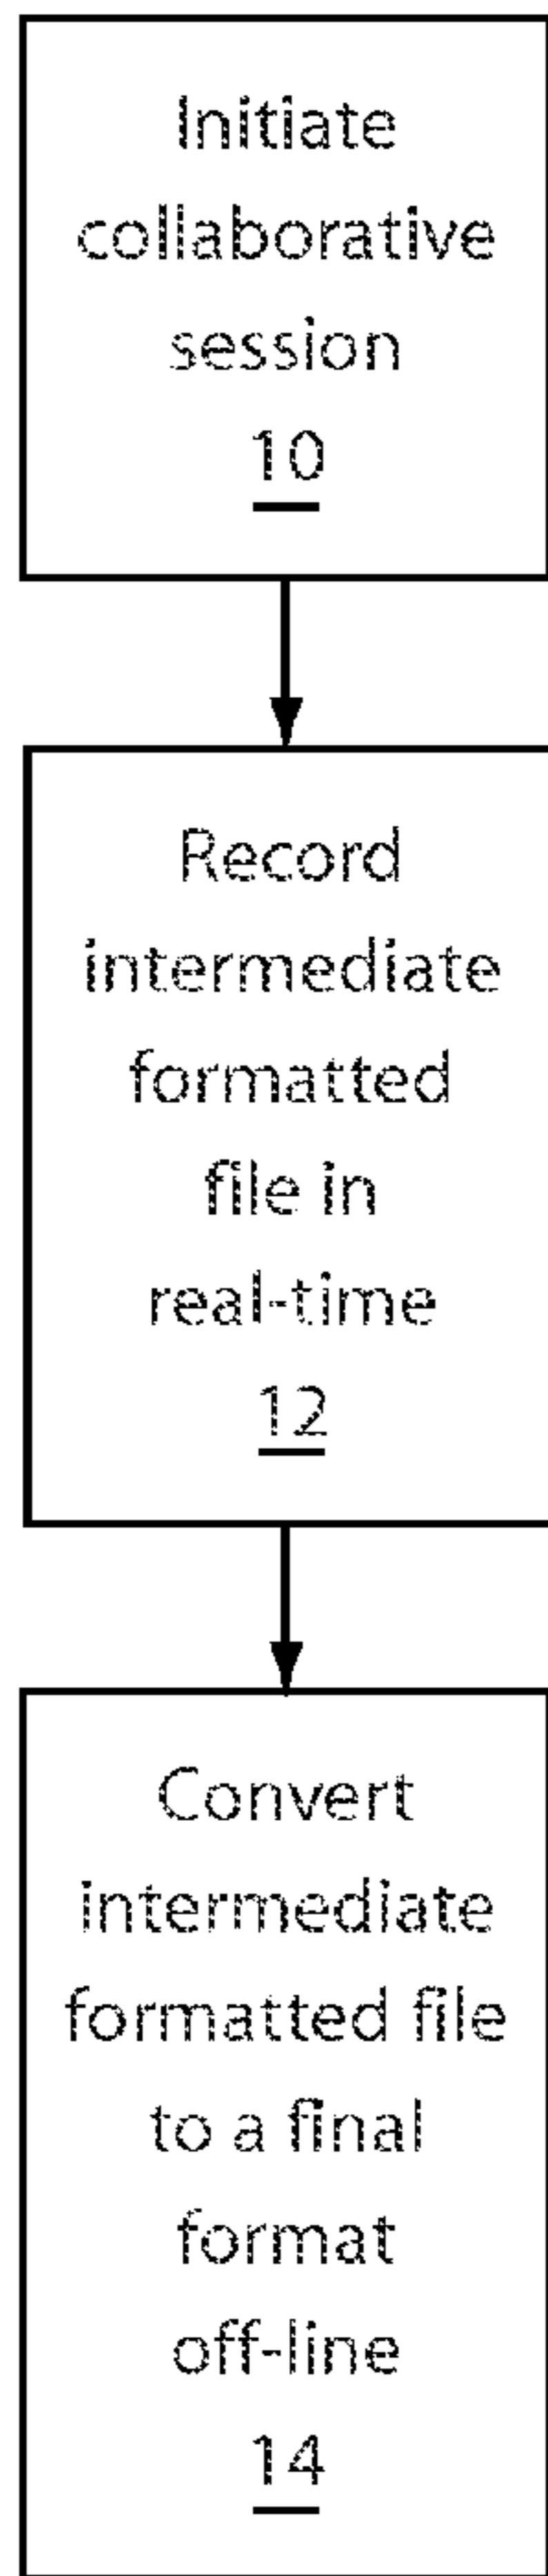 Initiate
collaborative
session
10
Record
intermediate
formatted
file in
real-time
12
Convert
intermediate
formatted file
to a final
format
off-line
14